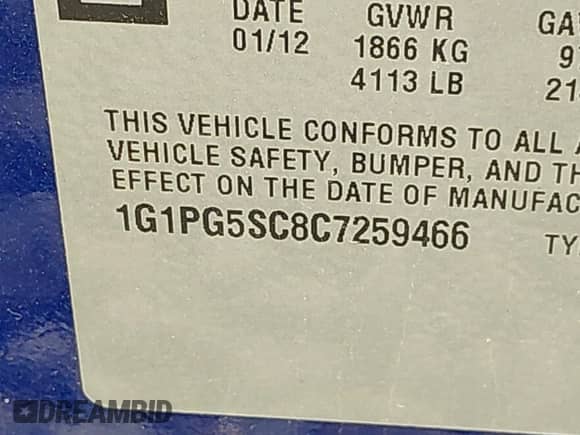 DATE GVWR
01/12 1866 KG
4113 LB
THIS VEHICLE CONFORMS TO ALL
VEHICLE SAFETY, BUMPER, AND
EFFECT ON THE DATE OF
1G1PG5SC8C7259466
DREAMBID